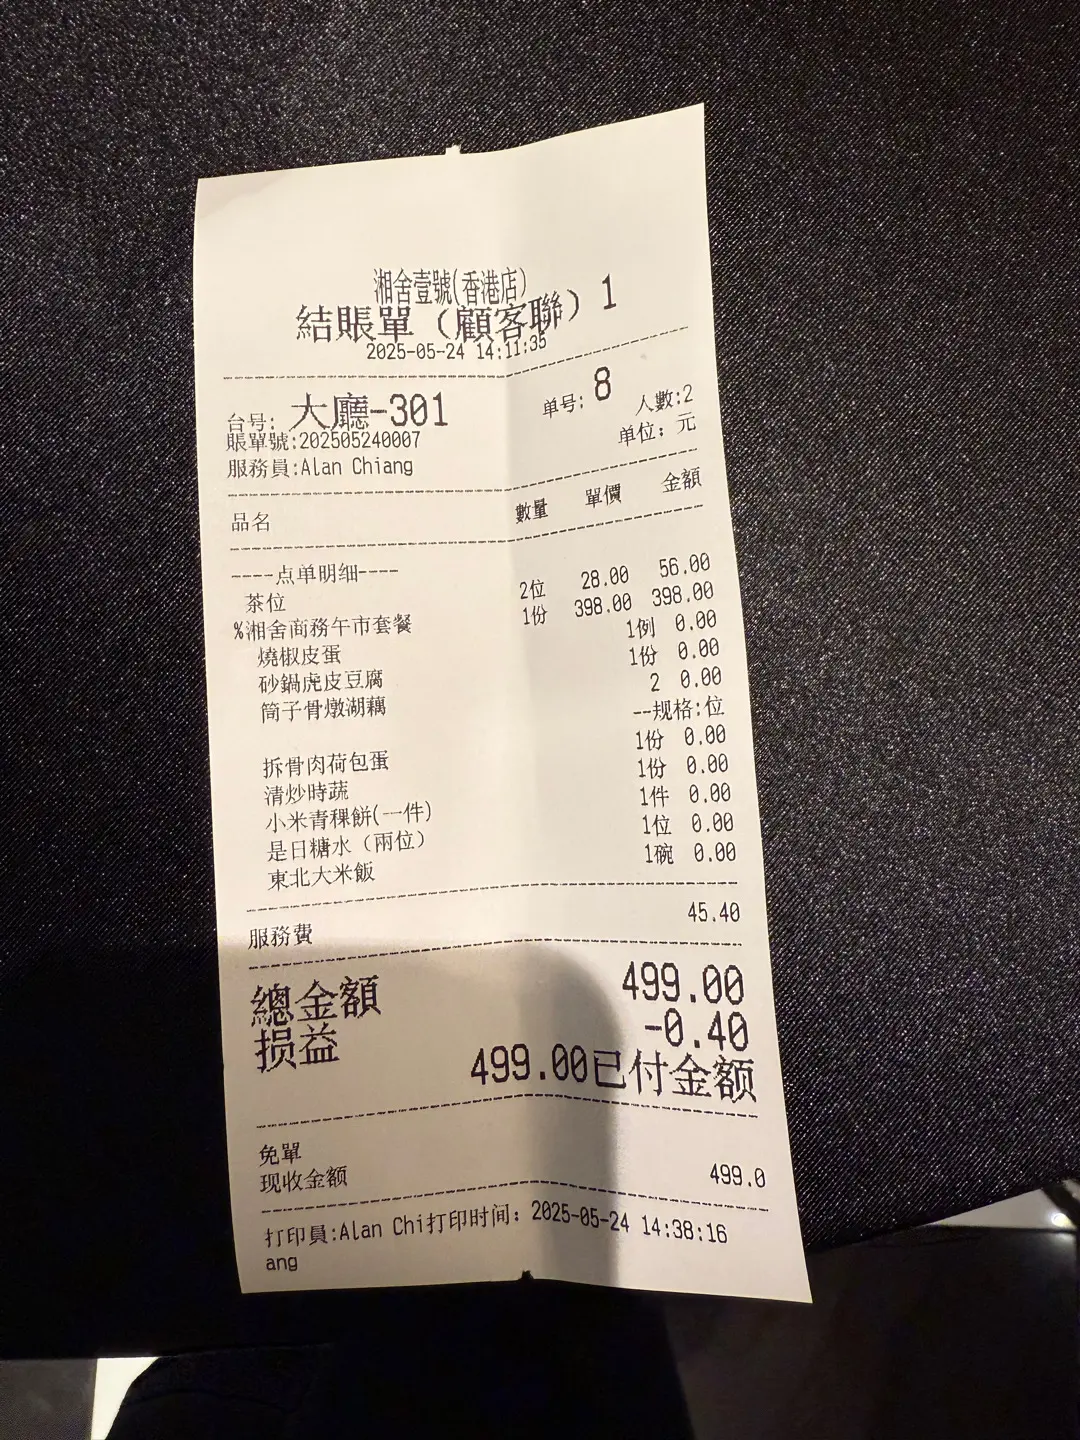 湘舍壹號(香港店)
結賬單（顧客聯）1
2025-05-24 14:11:35
台号: 大廳-301 单号: 8 人數:2
賬單號:202505240007 单位: 元
服務員:Alan Chiang
品名 數量 單價 金額
----点单明细----
茶位 2位 28.00 56.00
%湘舍商務午市套餐 1份 398.00 398.00
燒椒皮蛋 1例 0.00
砂鍋虎皮豆腐 1份 0.00
筒子骨燉湖藕 2 0.00
--规格:位
拆骨肉荷包蛋 1份 0.00
清炒時蔬 1份 0.00
小米青稞餅(一件) 1件 0.00
是日糖水（兩位） 1位 0.00
東北大米飯 1碗 0.00
服務費 45.40
總金額 499.00
损益 -0.40
499.00已付金额
免單
现收金额 499.0
打印員:Alan Chi打印时间: 2025-05-24 14:38:16
ang